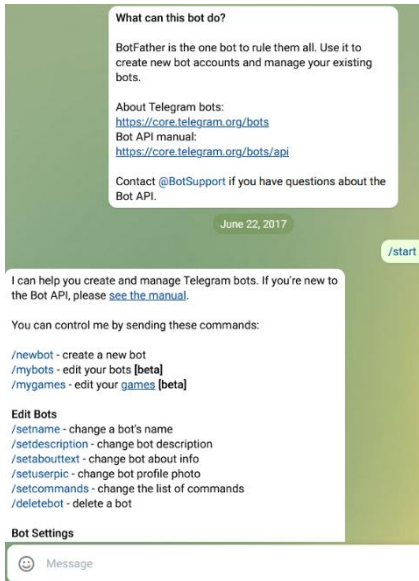 What can this bot do?
BotFather is the one bot to rule them all. Use it to
create new bot accounts and manage your existing
bots.
About Telegram bots:
https://core.telegram.org/bots
Bot API manual:
https://core.telegram.org/bots/api
Contact @BotSupport if you have questions about the
Bot API.
June 22, 2017
/start
I can help you create and manage Telegram bots. If you're new to
the Bot API, please see the manual.
You can control me by sending these commands:
/newbot - create a new bot
/mybots - edit your bots [beta]
/mygames - edit your games [beta]
Edit Bots
/setname - change a bot's name
/setdescription - change bot description
/setabouttext - change bot about info
/setuserpic - change bot profile photo
/setcommands - change the list of commands
/deletebot - delete a bot
Bot Settings
Message